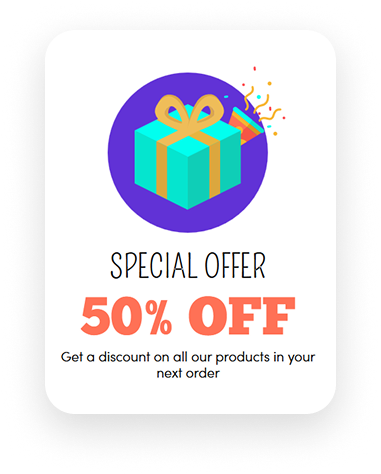 SPECIAL OFFER
50% OFF
Get a discount on all our products in your
next order